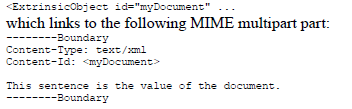 <ExtrinsicObject id="myDocument" ...
which links to the following MIME multipart part:
--------Boundary
Content-Type: text/xml
Content-Id: <myDocument>

This sentence is the value of the document.
--------Boundary